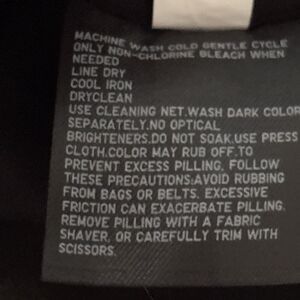 MACHINE WASH COLD GENTLE CYCLE
ONLY NON-CHLORINE BLEACH WHEN
NEEDED
LINE DRY
COOL IRON
DRYCLEAN
USE CLEANING NET.WASH DARK COLOR
SEPARATELY.NO OPTICAL
BRIGHTENERS.DO NOT SOAK.USE PRESS
CLOTH.COLOR MAY RUB OFF.TO
PREVENT EXCESS PILLING, FOLLOW
THESE PRECAUTIONS:AVOID RUBBING
FROM BAGS OR BELTS. EXCESSIVE
FRICTION CAN EXACERBATE PILLING.
REMOVE PILLING WITH A FABRIC
SHAVER, OR CAREFULLY TRIM WITH
SCISSORS.